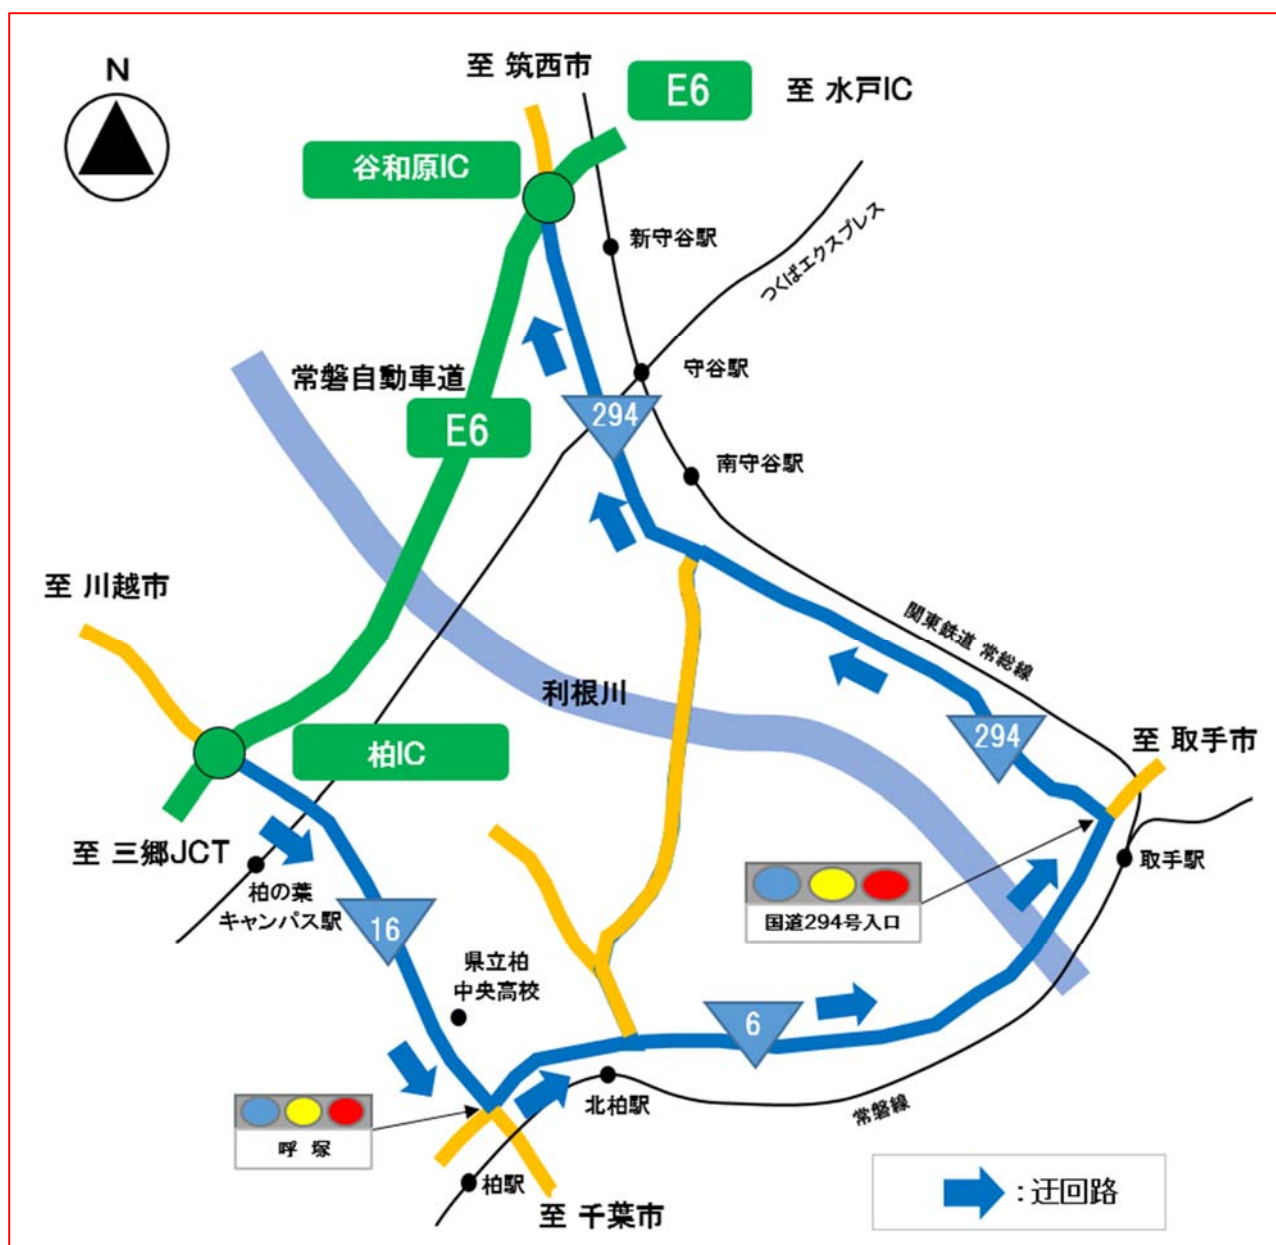 N
至 筑西市
E6
至 水戸IC
谷和原IC
新守谷駅
つくばエクスプレス
常磐自動車道
守谷駅
E6
294
南守谷駅
至 川越市
関東鉄道 常総線
利根川
294
至 取手市
柏IC
至 三郷JCT
取手駅
柏の葉
キャンパス駅
16
国道294号入口
県立柏
中央高校
6
北柏駅
常磐線
呼 塚
柏駅
至 千葉市
:迂回路